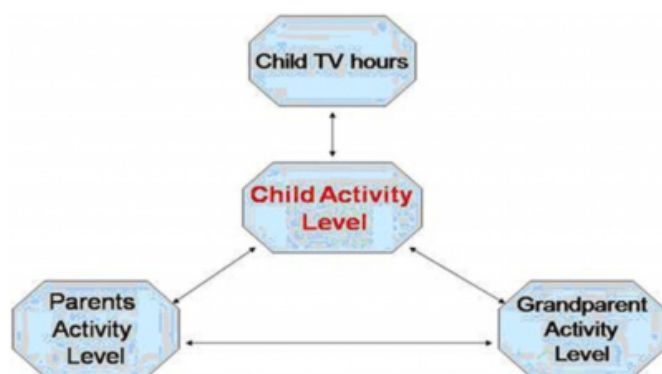 Child TV hours
Child Activity
Level
Parents
Activity
Level
Grandparent
Activity
Level